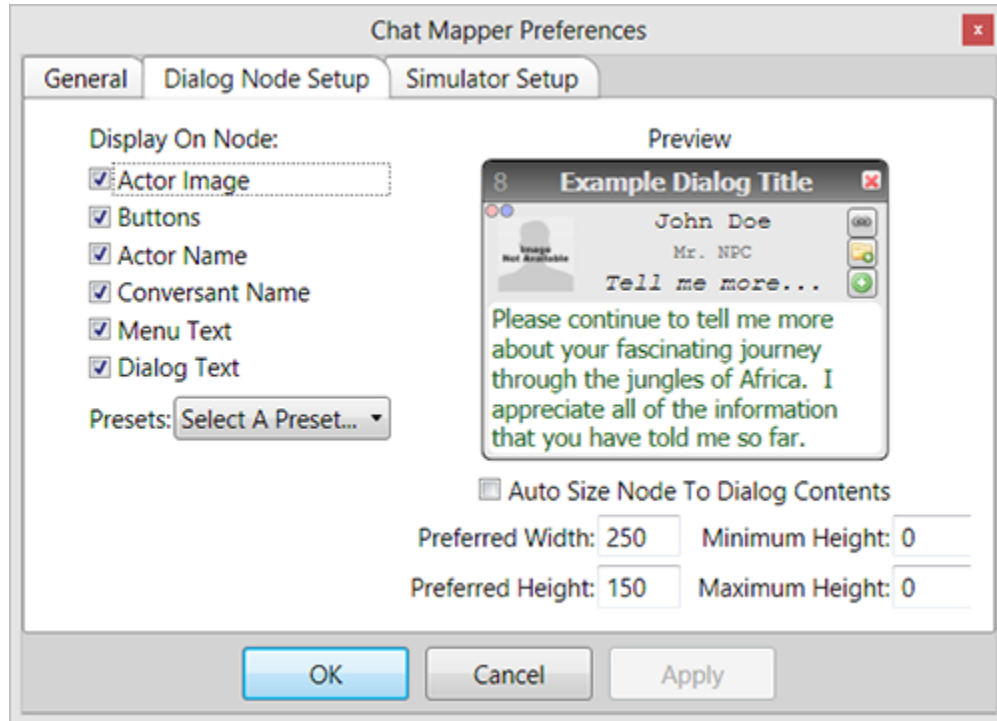 Chat Mapper Preferences
x
General
Dialog Node Setup
Simulator Setup
Display On Node:
Actor Image
Buttons
Actor Name
Conversant Name
Menu Text
Dialog Text
Presets: Select A Preset...
Preview
8 Example Dialog Title
Image
Not Available
John Doe
Mr. NPC
Tell me more...
Please continue to tell me more
about your fascinating journey
through the jungles of Africa. I
appreciate all of the information
that you have told me so far.
Auto Size Node To Dialog Contents
Preferred Width: 250 Minimum Height: 0
Preferred Height: 150 Maximum Height: 0
OK
Cancel
Apply